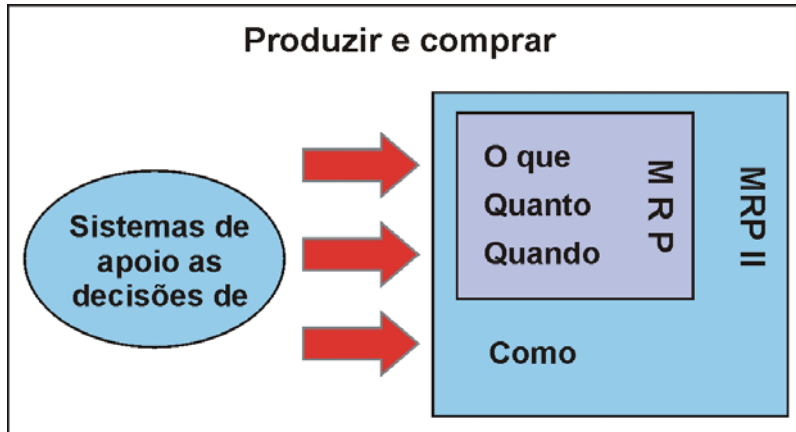 Produzir e comprar
Sistemas de
apoio as
decisões de
O que
Quanto
Quando
MRP
Como
MRP II